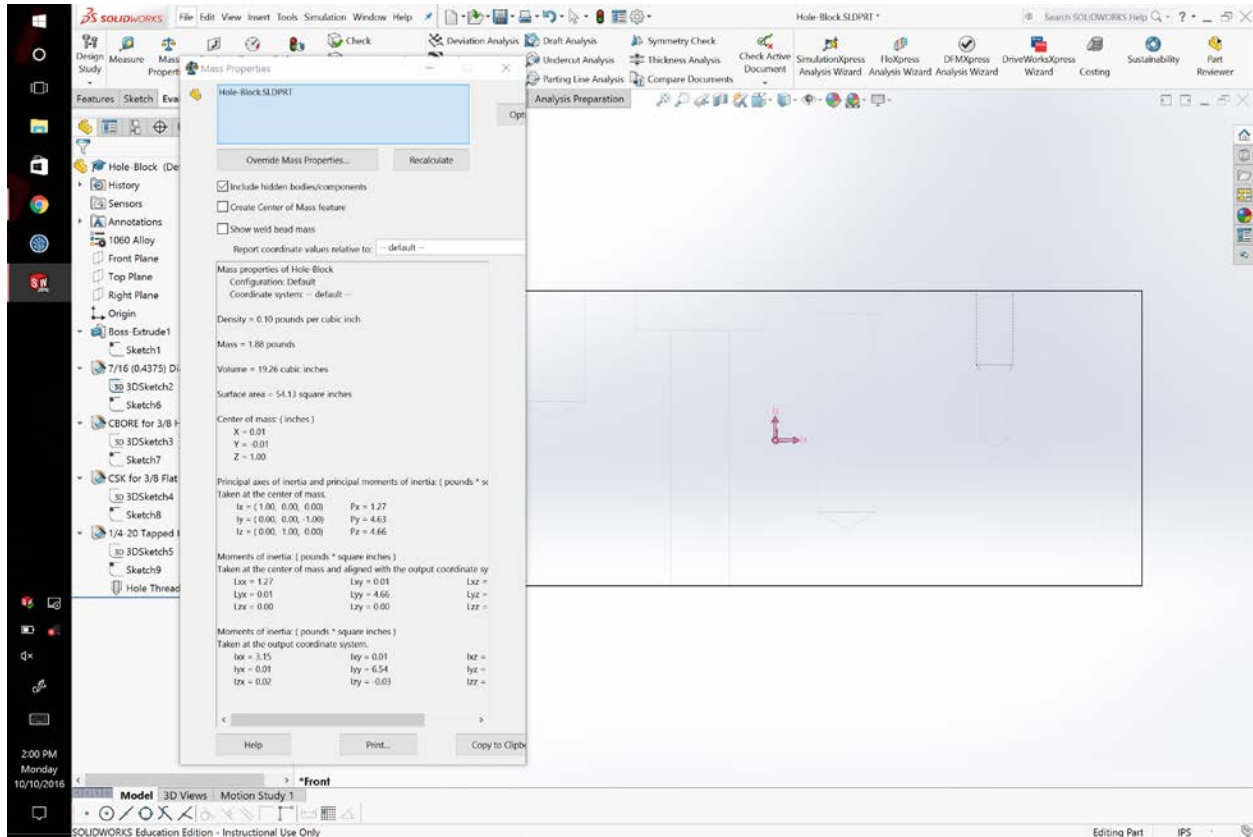 SOLIDWORKS File Edit View Insert Tools Simulation Window Help
Hole-Block.SLDPRT *
Search SOLIDWORKS Help
Design Study
Measure
Mass Properti
Check
Deviation Analysis
Draft Analysis
Undercut Analysis
Parting Line Analysis
Symmetry Check
Thickness Analysis
Compare Documents
Check Active Document
SimulationXpress Analysis Wizard
FloXpress Analysis Wizard
DFMXpress Analysis Wizard
DriveWorksXpress Wizard
Costing
Sustainability
Part Reviewer
Features Sketch Eva
Analysis Preparation
Hole-Block (De
History
Sensors
Annotations
1060 Alloy
Front Plane
Top Plane
Right Plane
Origin
Boss-Extrude1
Sketch1
7/16 (0.4375) Di
3DSketch2
Sketch6
CBORE for 3/8 H
3DSketch3
Sketch7
CSK for 3/8 Flat
3DSketch4
Sketch8
1/4-20 Tapped
3DSketch5
Sketch9
Hole Thread
Mass Properties
Hole-Block.SLDPRT
Opti
Override Mass Properties... Recalculate
Include hidden bodies/components
Create Center of Mass feature
Show weld bead mass
Report coordinate values relative to: -- default --
Mass properties of Hole-Block
Configuration: Default
Coordinate system: -- default --
Density = 0.10 pounds per cubic inch
Mass = 1.88 pounds
Volume = 19.26 cubic inches
Surface area = 54.13 square inches
Center of mass: ( inches )
X = 0.01
Y = -0.01
Z = 1.00
Principal axes of inertia and principal moments of inertia: ( pounds * s
Taken at the center of mass.
Ix = ( 1.00, 0.00, 0.00) Px = 1.27
Iy = ( 0.00, 0.00, -1.00) Py = 4.63
Iz = ( 0.00, 1.00, 0.00) Pz = 4.66
Moments of inertia: ( pounds * square inches )
Taken at the center of mass and aligned with the output coordinate sy
Lxx = 1.27 Lxy = 0.01 Lxz =
Lyx = 0.01 Lyy = 4.66 Lyz =
Lzx = 0.00 Lzy = 0.00 Lzz =
Moments of inertia: ( pounds * square inches )
Taken at the output coordinate system.
Ixx = 3.15 Ixy = 0.01 Ixz =
Iyx = 0.01 Iyy = 6.54 Iyz =
Izx = 0.02 Izy = -0.03 Izz =
Help Print... Copy to Clipb
*Front
Model 3D Views Motion Study 1
SOLIDWORKS Education Edition - Instructional Use Only
Editing Part IPS
2:00 PM
Monday
10/10/2016